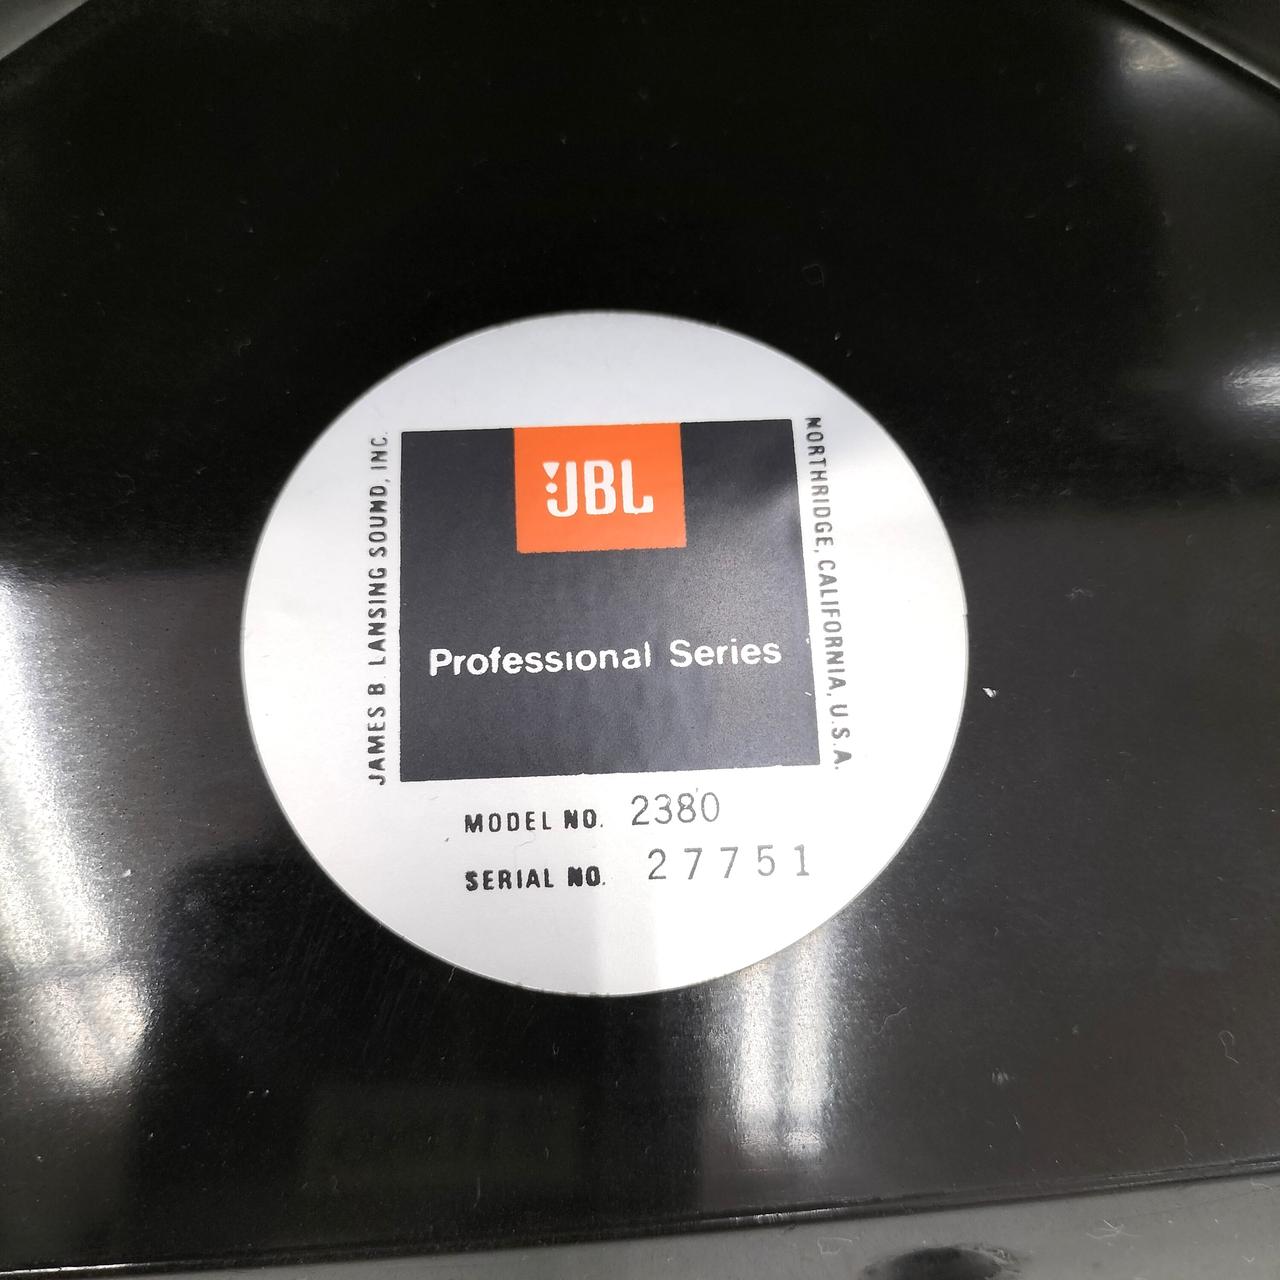 JBL
Professional Series
JAMES B. LANSING SOUND, INC.
NORTHRIDGE, CALIFORNIA, U.S.A.
MODEL NO. 2380
SERIAL NO. 27751